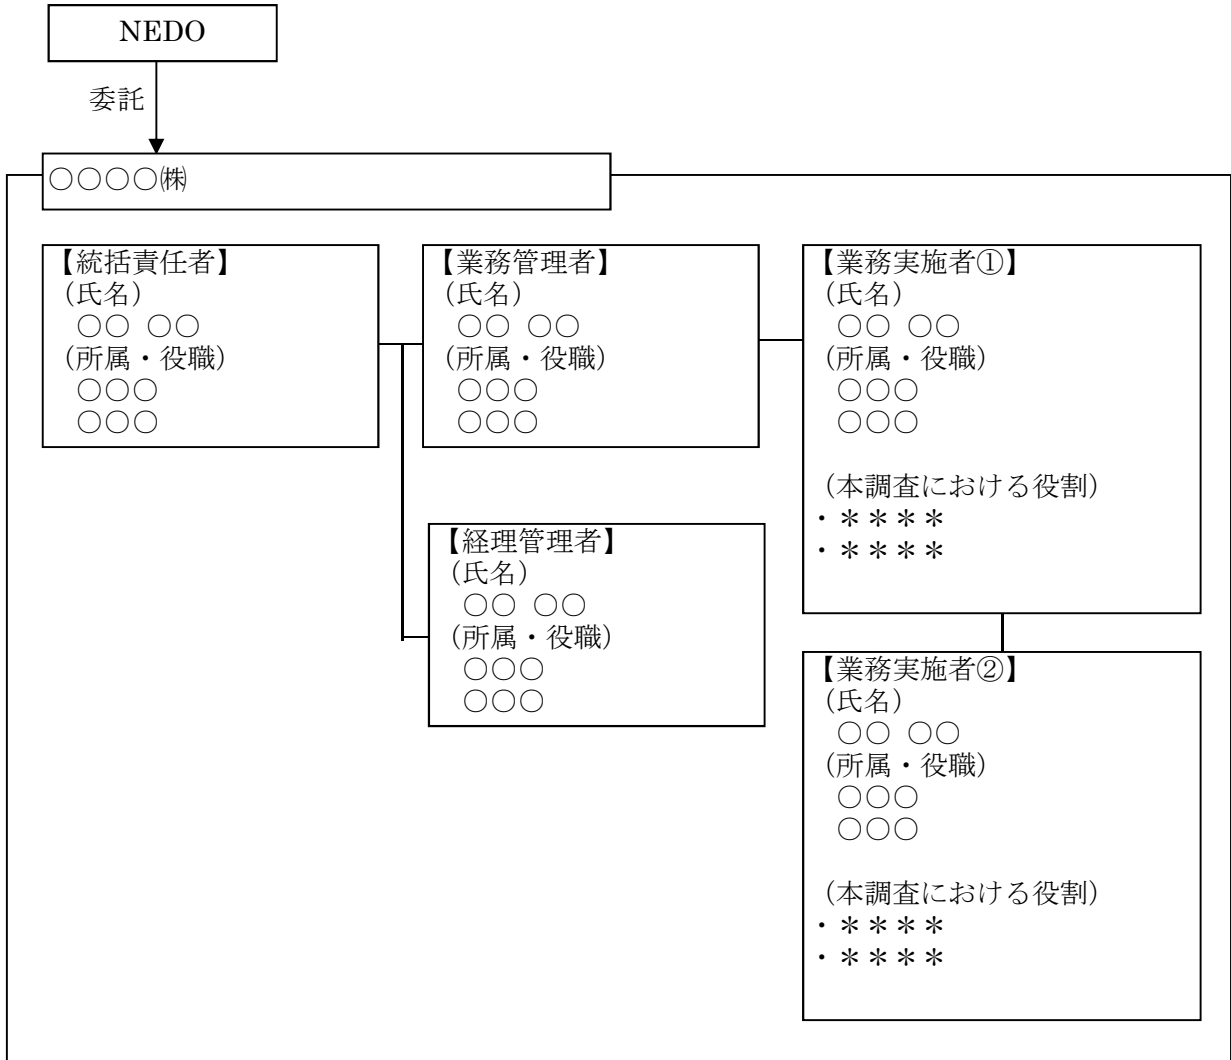 NEDO
委託
○○○○㈱
【統括責任者】
(氏名)
○○ ○○
(所属・役職)
○○○
○○○
【業務管理者】
(氏名)
○○ ○○
(所属・役職)
○○○
○○○
【経理管理者】
(氏名)
○○ ○○
(所属・役職)
○○○
○○○
【業務実施者①】
(氏名)
○○ ○○
(所属・役職)
○○○
○○○
(本調査における役割)
・＊＊＊＊
・＊＊＊＊
【業務実施者②】
(氏名)
○○ ○○
(所属・役職)
○○○
○○○
(本調査における役割)
・＊＊＊＊
・＊＊＊＊